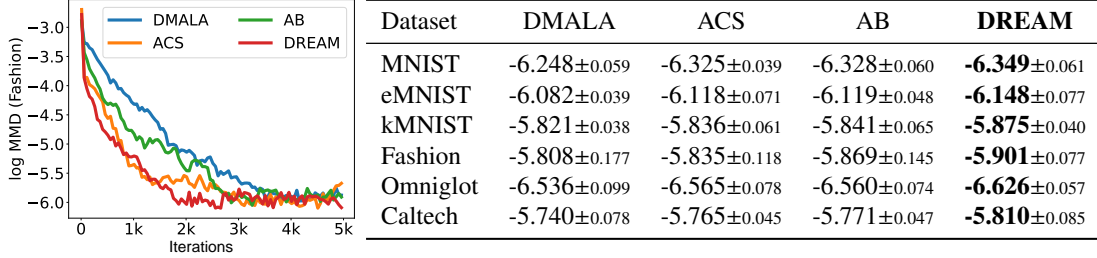 log MMD (Fashion)
DMALA AB
ACS DREAM
−3.0
−3.5
−4.0
−4.5
−5.0
−5.5
−6.0
0 1k 2k 3k 4k 5k
Iterations
Dataset DMALA ACS AB DREAM
MNIST -6.248±0.059 -6.325±0.039 -6.328±0.060 -6.349±0.061
eMNIST -6.082±0.039 -6.118±0.071 -6.119±0.048 -6.148±0.077
kMNIST -5.821±0.038 -5.836±0.061 -5.841±0.065 -5.875±0.040
Fashion -5.808±0.177 -5.835±0.118 -5.869±0.145 -5.901±0.077
Omniglot -6.536±0.099 -6.565±0.078 -6.560±0.074 -6.626±0.057
Caltech -5.740±0.078 -5.765±0.045 -5.771±0.047 -5.810±0.085